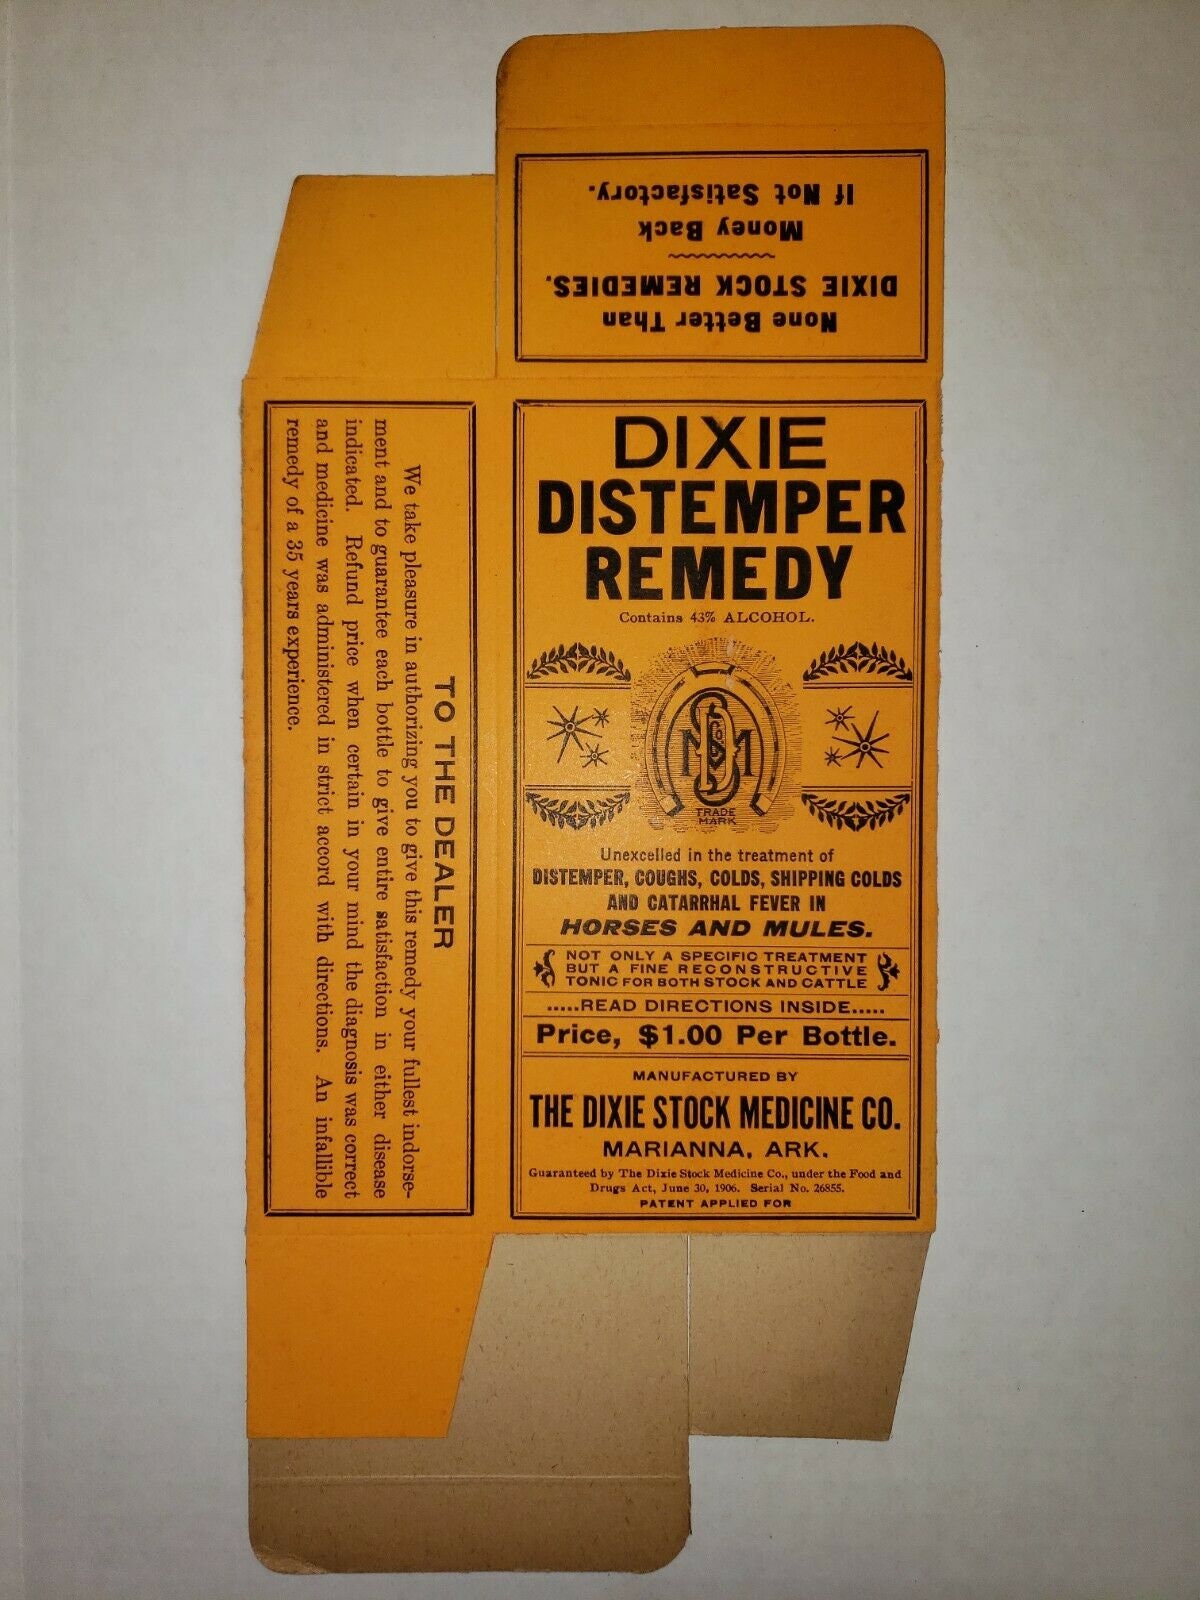 None Better Than
DIXIE STOCK REMEDIES.
Money Back
If Not Satisfactory.
DIXIE
DISTEMPER
REMEDY
Contains 43% ALCOHOL.
S Co D
M M
TRADE
MARK
Unexcelled in the treatment of
DISTEMPER, COUGHS, COLDS, SHIPPING COLDS
AND CATARRHAL FEVER IN
HORSES AND MULES.
NOT ONLY A SPECIFIC TREATMENT
BUT A FINE RECONSTRUCTIVE
TONIC FOR BOTH STOCK AND CATTLE
.....READ DIRECTIONS INSIDE.....
Price, $1.00 Per Bottle.
MANUFACTURED BY
THE DIXIE STOCK MEDICINE CO.
MARIANNA, ARK.
Guaranteed by The Dixie Stock Medicine Co., under the Food and
Drugs Act, June 30, 1906. Serial No. 26855.
PATENT APPLIED FOR
TO THE DEALER
We take pleasure in authorizing you to give this remedy your fullest indorse-
ment and to guarantee each bottle to give entire satisfaction in either disease
indicated. Refund price when certain in your mind the diagnosis was correct
and medicine was administered in strict accord with directions. An infallible
remedy of a 35 years experience.